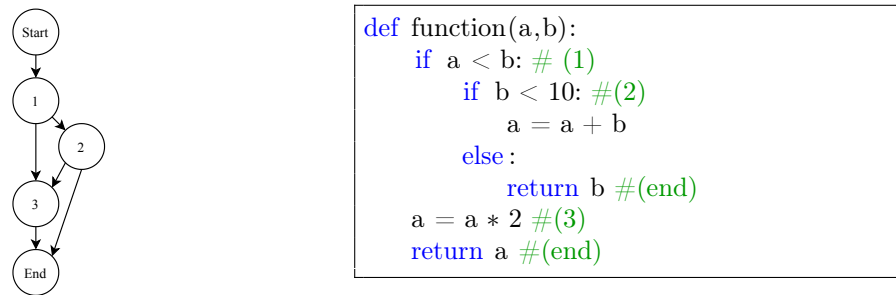 Start
1
2
3
End
def function(a,b):
if a < b: # (1)
if b < 10: #(2)
a = a + b
else:
return b #(end)
a = a * 2 #(3)
return a #(end)